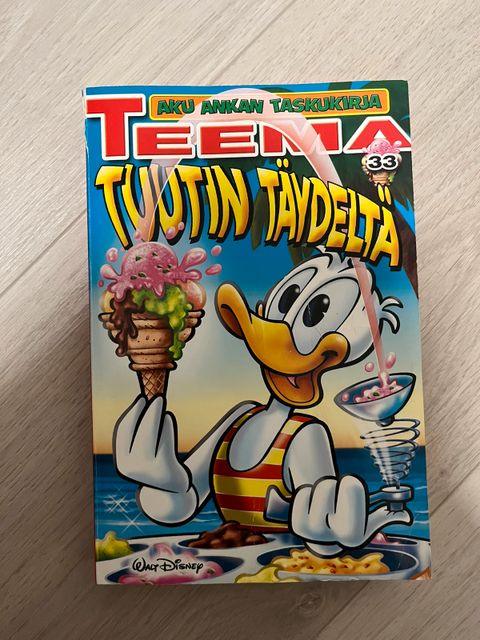 AKU ANKAN TASKUKIRJA
TEEMA
33
TUUTIN TÄYDELTÄ
WALT DISNEY